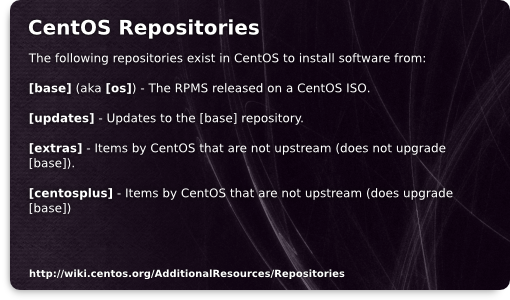 CentOS Repositories
The following repositories exist in CentOS to install software from:
[base] (aka [os]) - The RPMS released on a CentOS ISO.
[updates] - Updates to the [base] repository.
[extras] - Items by CentOS that are not upstream (does not upgrade
[base]).
[centosplus] - Items by CentOS that are not upstream (does upgrade
[base])
http://wiki.centos.org/AdditionalResources/Repositories